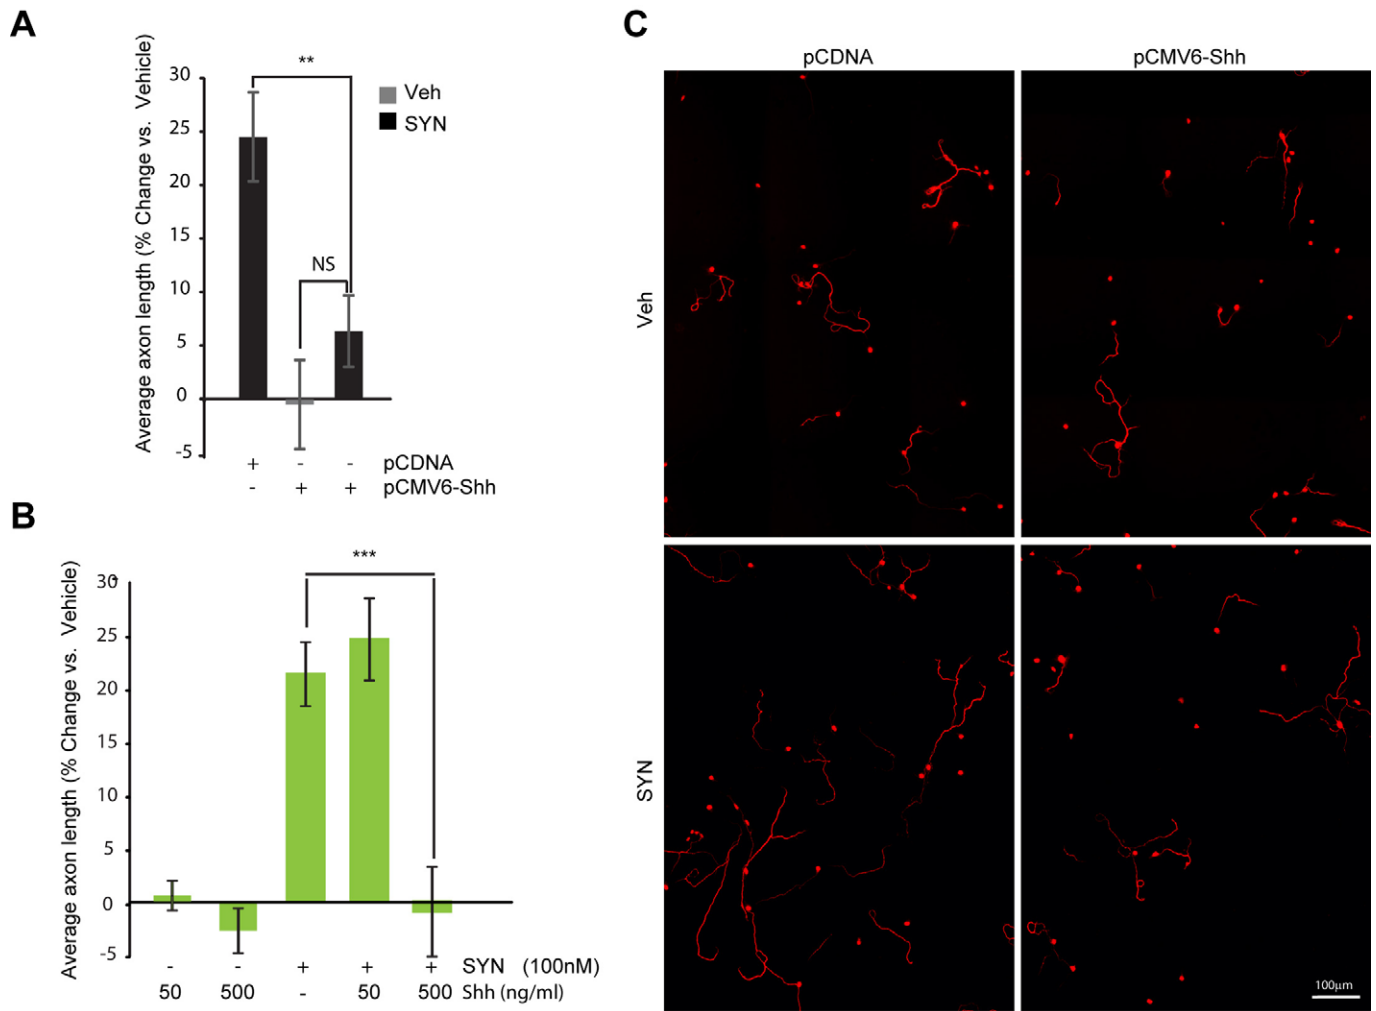 A
Average axon length (% Change vs. Vehicle)
30
25
20
15
10
5
0
-5
**
NS
Veh
SYN
+ - - pCDNA
- + + pCMV6-Shh
B
Average axon length (% Change vs. Vehicle)
30
25
20
15
10
5
0
-5
***
- - + + + SYN (100nM)
50 500 - 50 500 Shh (ng/ml)
C
pCDNA pCMV6-Shh
Veh
SYN
100μm